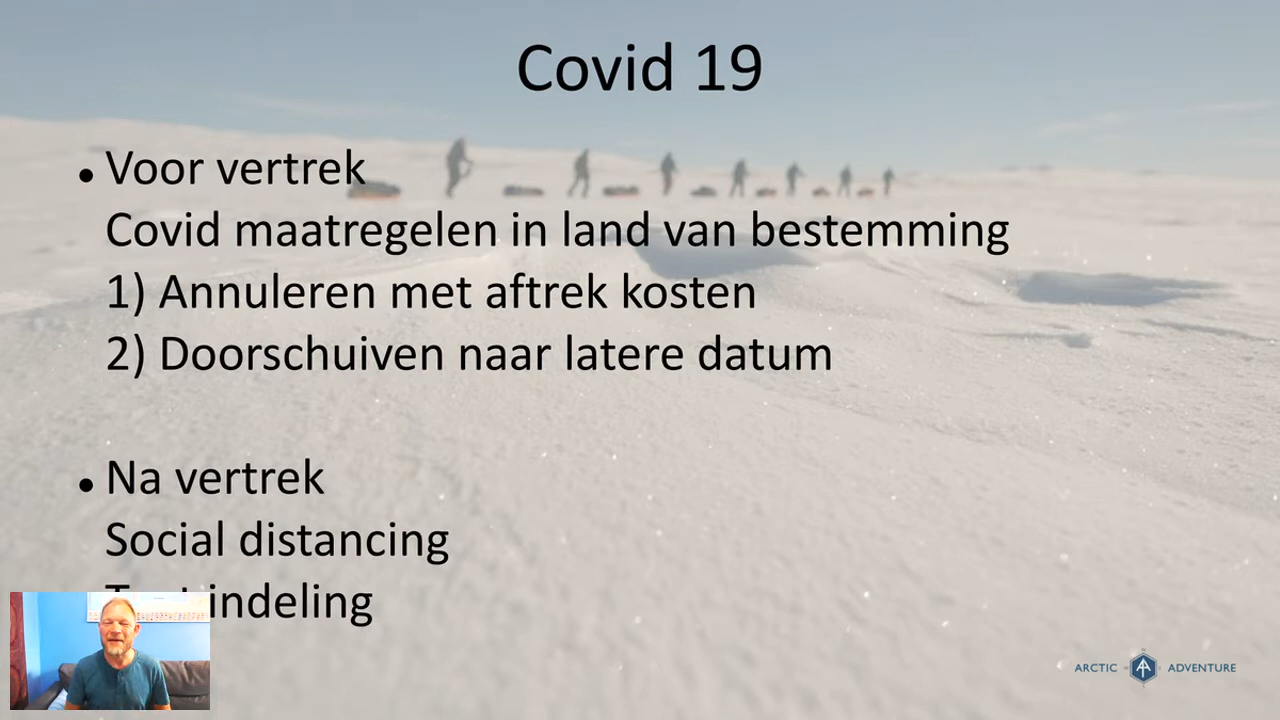 Covid 19
• Voor vertrek
Covid maatregelen in land van bestemming
1) Annuleren met aftrek kosten
2) Doorschuiven naar latere datum
• Na vertrek
Social distancing
indeling
ARCTIC ADVENTURE